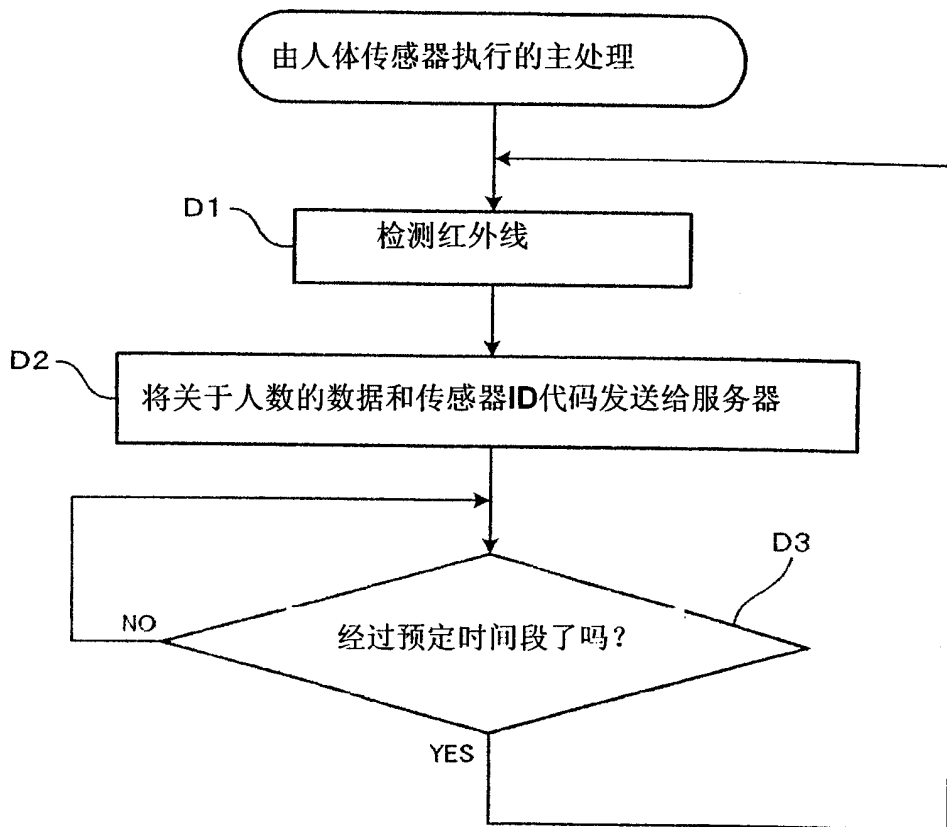 由人体传感器执行的主处理
D1
检测红外线
D2
将关于人数的数据和传感器ID代码发送给服务器
D3
NO
经过预定时间段了吗?
YES